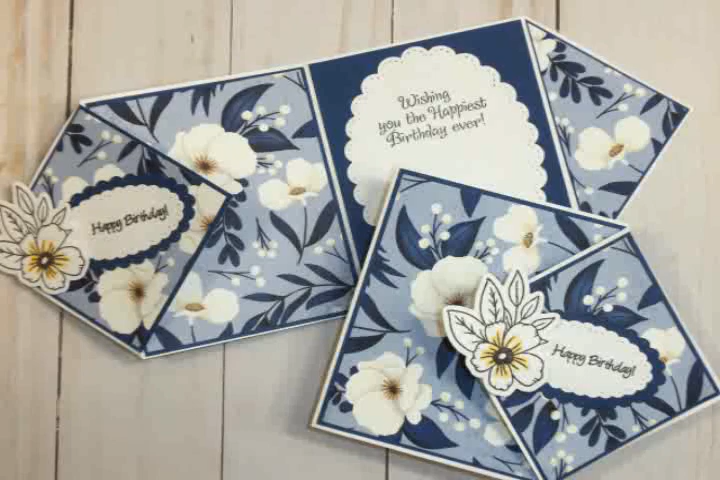 Wishing
you the Happiest
Birthday ever!
Happy Birthday!
Happy Birthday!